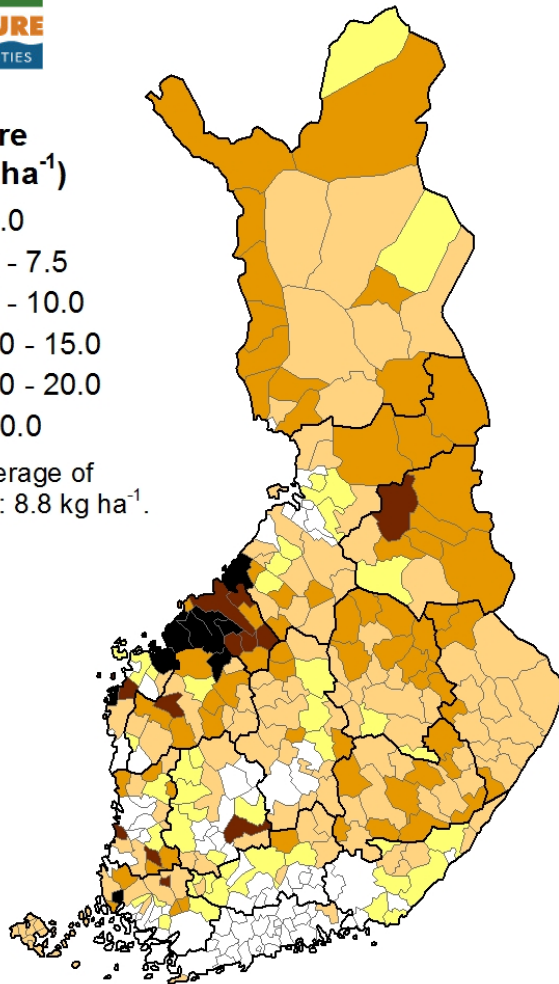 URE
TIES
re
ha⁻¹)
.0
- 7.5
- 10.0
0 - 15.0
0 - 20.0
0.0
erage of
: 8.8 kg ha⁻¹.